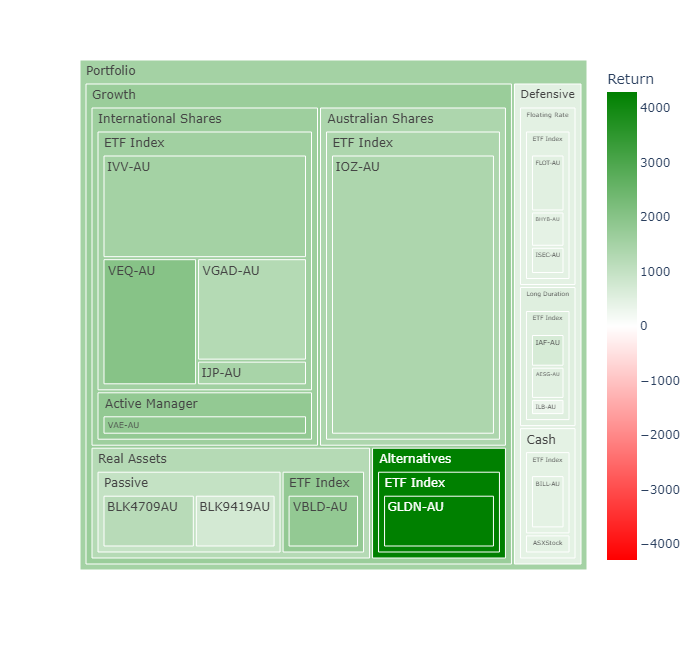 Portfolio
Growth
International Shares
ETF Index
IVV-AU
VEQ-AU
VGAD-AU
IJP-AU
Active Manager
VAE-AU
Australian Shares
ETF Index
IOZ-AU
Real Assets
Passive
BLK4709AU
BLK9419AU
ETF Index
VBLD-AU
Alternatives
ETF Index
GLDN-AU
Defensive
Floating Rate
ETF Index
FLOT-AU
BHYB-AU
ISEC-AU
Long Duration
ETF Index
IAF-AU
AESG-AU
ILB-AU
Cash
ETF Index
BILL-AU
ASXStock
Return
4000
3000
2000
1000
0
−1000
−2000
−3000
−4000